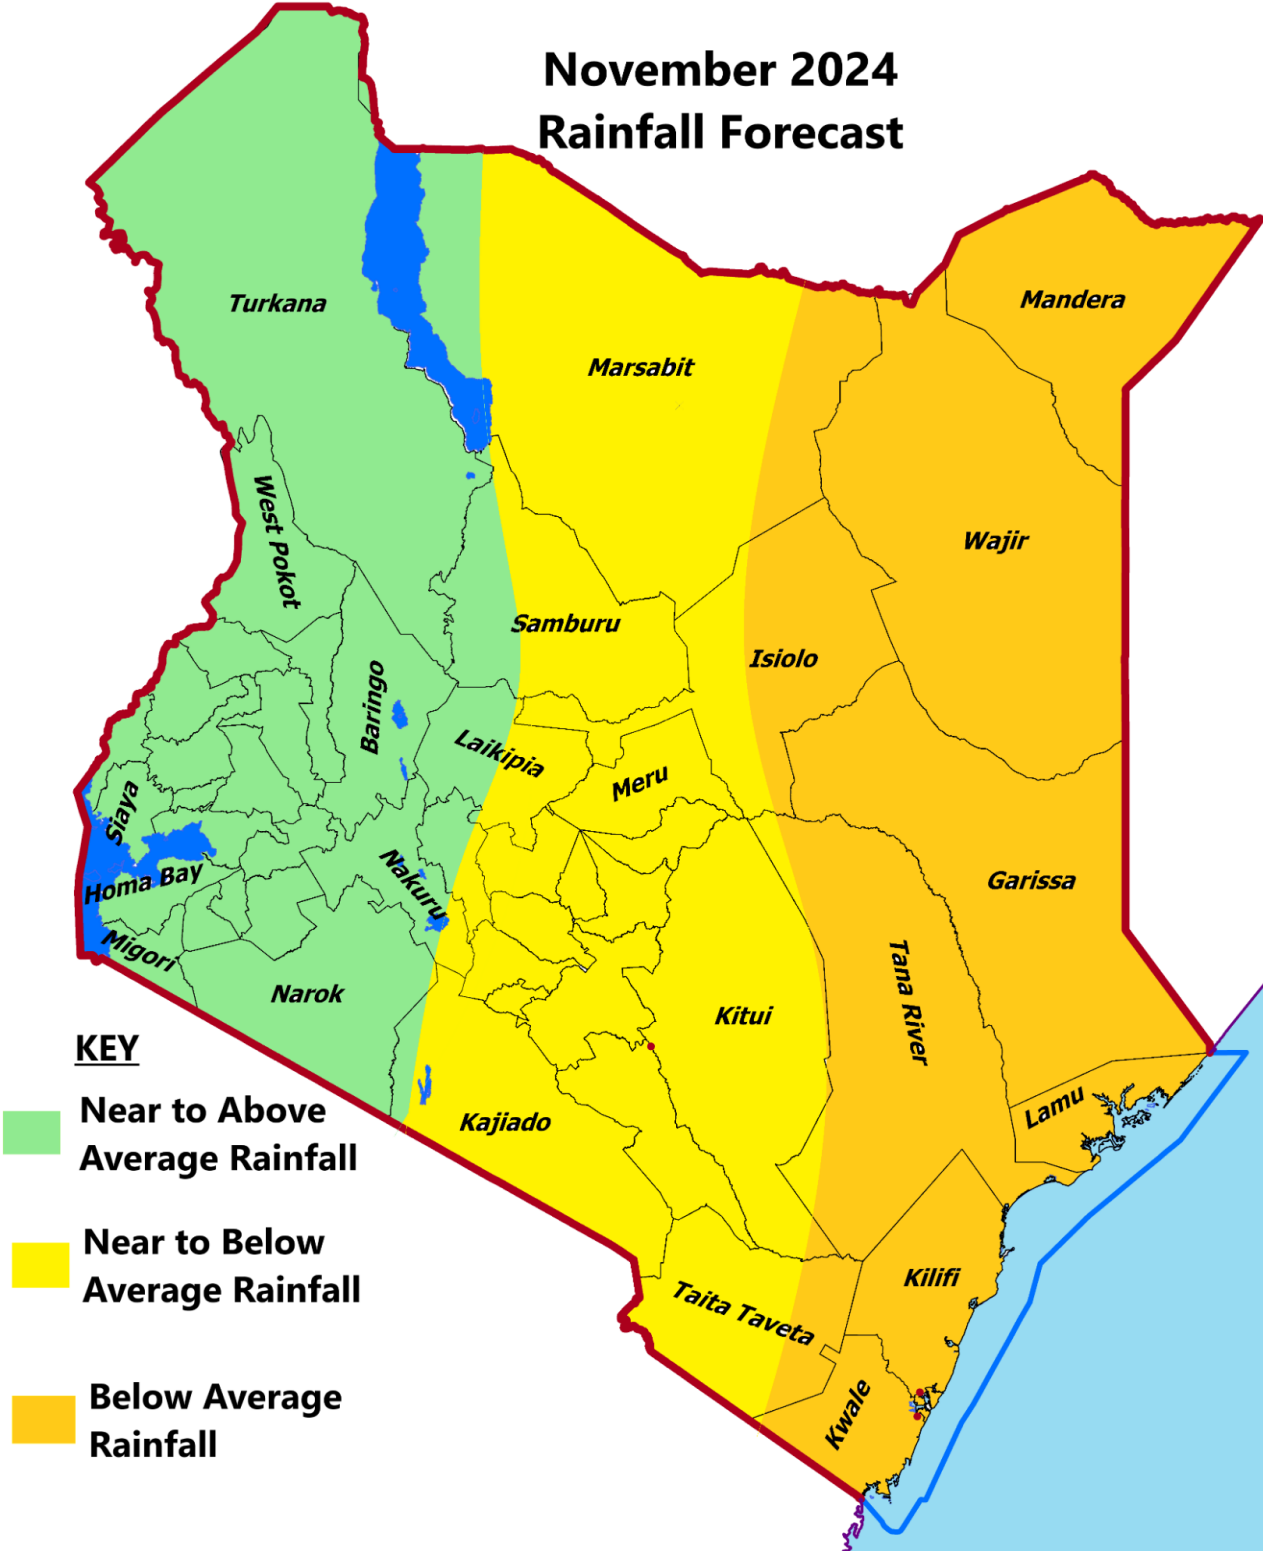 November 2024
Rainfall Forecast
Turkana
Mandera
Marsabit
West Pokot
Wajir
Samburu
Isiolo
Baringo
Laikipia
Meru
Siaya
Homa Bay
Nakuru
Garissa
Migori
Narok
Tana River
Kitui
Lamu
Kajiado
Kilifi
Taita Taveta
Kwale
KEY
Near to Above
Average Rainfall
Near to Below
Average Rainfall
Below Average
Rainfall